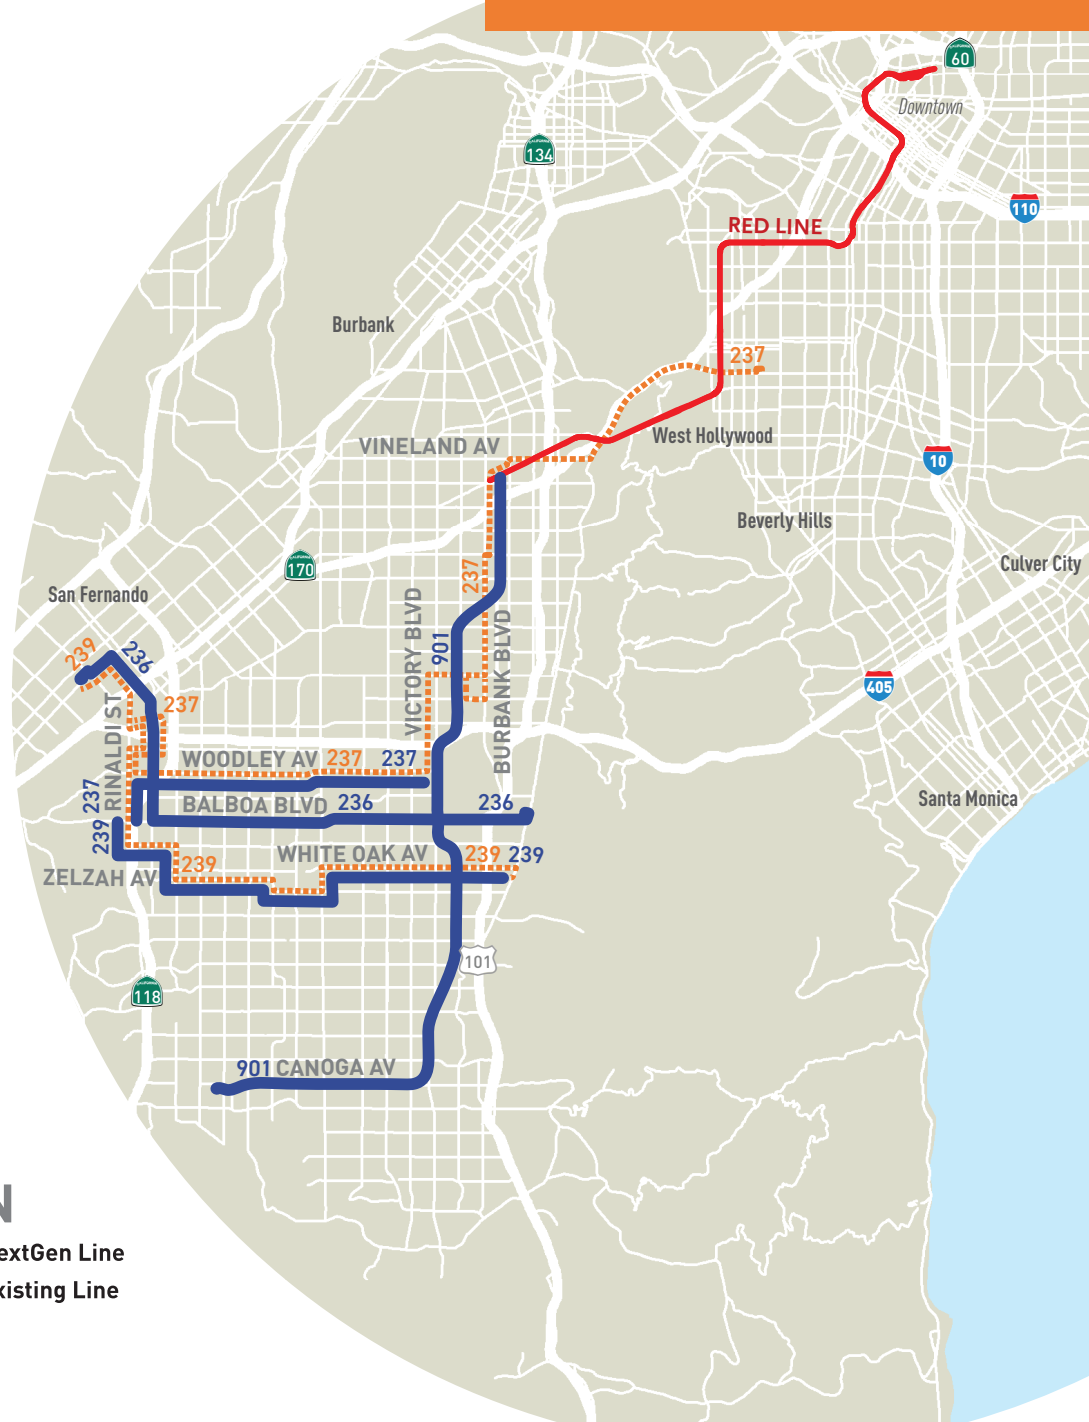 60
Downtown
134
110
RED LINE
Burbank
237
West Hollywood
VINELAND AV
10
Beverly Hills
Culver City
170
237
San Fernando
VICTORY BLVD
901
BURBANK BLVD
239
236
405
237
RINALDI ST
WOODLEY AV 237 237
237
BALBOA BLVD 236 236
Santa Monica
239
WHITE OAK AV 239 239
239
ZELZAH AV
101
118
901 CANOGA AV
N
extGen Line
xisting Line